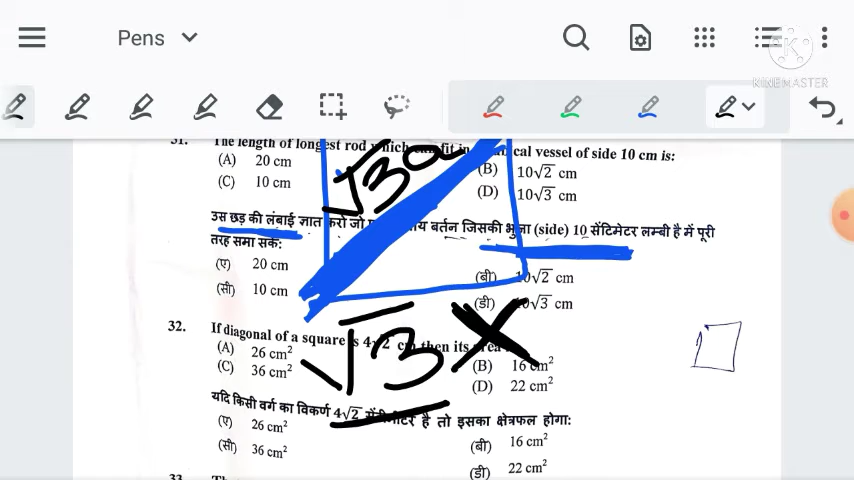 Pens
KINEMASTER
31. The length of longest rod which can fit in cal vessel of side 10 cm is:
(A) 20 cm (B) 10√2 cm
(C) 10 cm (D) 10√3 cm
√3a
उस छड़ की लंबाई ज्ञात करो जो बर्तन जिसकी भुजा (side) 10 सेंटिमेटर लम्बी है में पूरी
तरह समा सके:
(ए) 20 cm (बी) 10√2 cm
(सी) 10 cm (डी) 10√3 cm
32. If diagonal of a square is 4√2 cm then its area
(A) 26 cm² (B) 16 cm²
(C) 36 cm² (D) 22 cm²
√3 X
यदि किसी वर्ग का विकर्ण 4√2 सेंटीमीटर है तो इसका क्षेत्रफल होगा:
(ए) 26 cm² (बी) 16 cm²
(सी) 36 cm² (डी) 22 cm²
33.